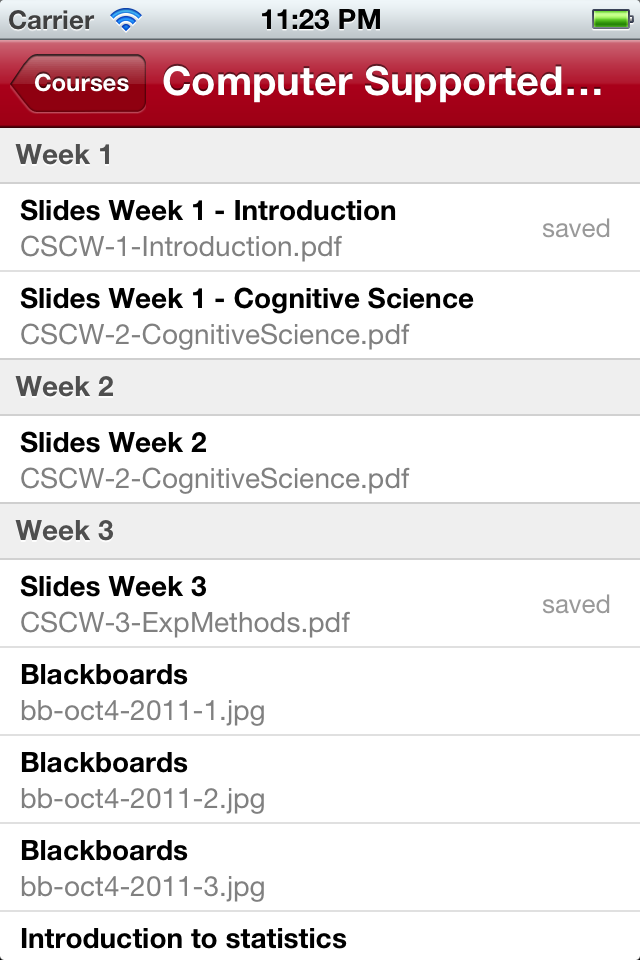 Carrier 11:23 PM
Courses Computer Supported...
Week 1
Slides Week 1 - Introduction
CSCW-1-Introduction.pdf
saved
Slides Week 1 - Cognitive Science
CSCW-2-CognitiveScience.pdf
Week 2
Slides Week 2
CSCW-2-CognitiveScience.pdf
Week 3
Slides Week 3
CSCW-3-ExpMethods.pdf
saved
Blackboards
bb-oct4-2011-1.jpg
Blackboards
bb-oct4-2011-2.jpg
Blackboards
bb-oct4-2011-3.jpg
Introduction to statistics